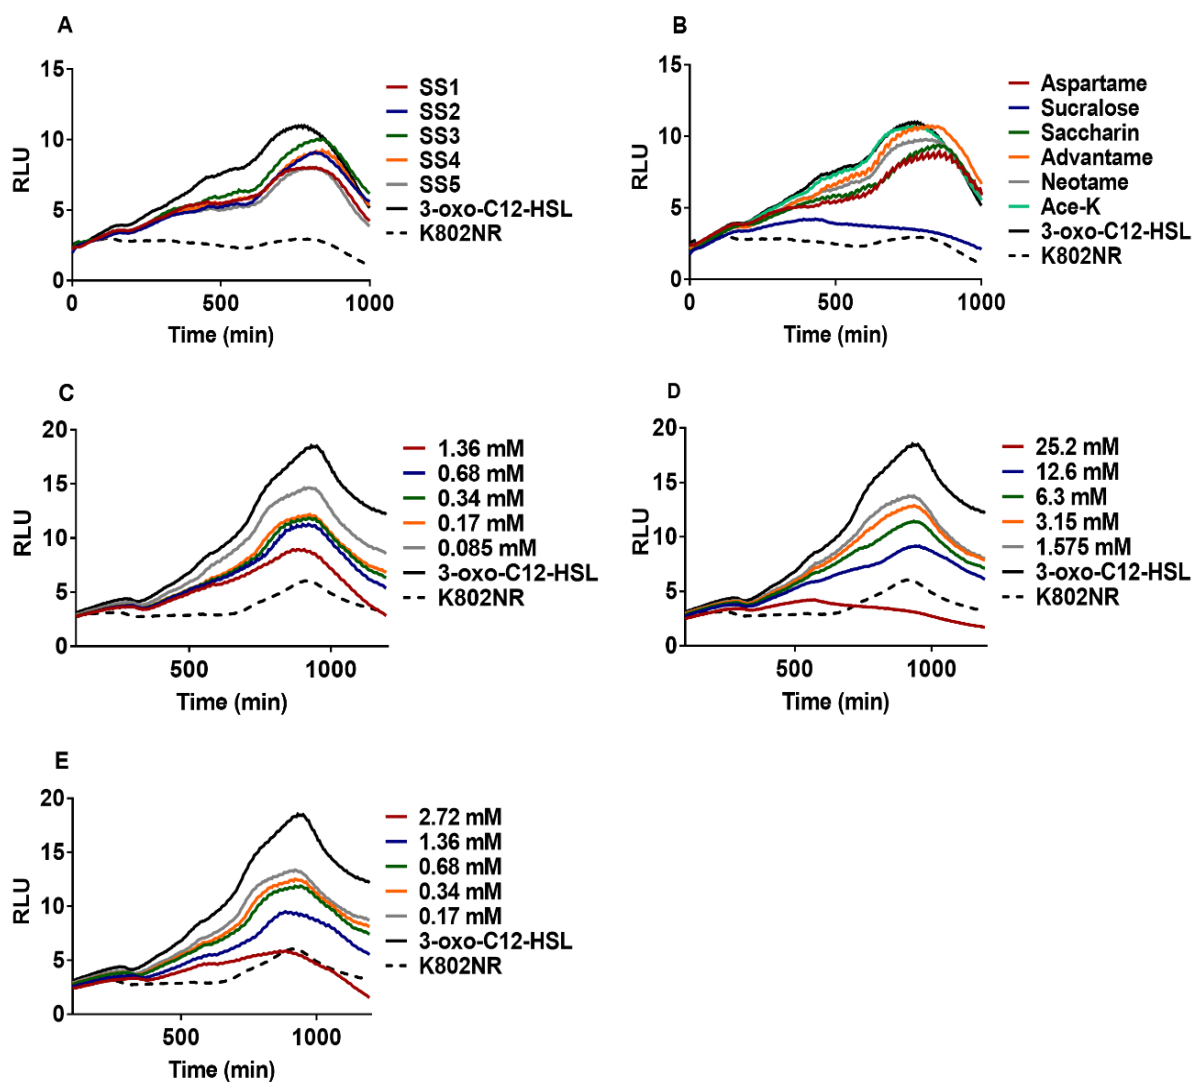 A
15
10
5
0
RLU
0
500
1000
Time (min)
SS1
SS2
SS3
SS4
SS5
3-oxo-C12-HSL
K802NR
B
15
10
5
0
RLU
0
500
1000
Time (min)
Aspartame
Sucralose
Saccharin
Advantame
Neotame
Ace-K
3-oxo-C12-HSL
K802NR
C
20
15
10
5
0
RLU
500
1000
Time (min)
1.36 mM
0.68 mM
0.34 mM
0.17 mM
0.085 mM
3-oxo-C12-HSL
K802NR
D
20
15
10
5
0
RLU
500
1000
Time (min)
25.2 mM
12.6 mM
6.3 mM
3.15 mM
1.575 mM
3-oxo-C12-HSL
K802NR
E
20
15
10
5
0
RLU
500
1000
Time (min)
2.72 mM
1.36 mM
0.68 mM
0.34 mM
0.17 mM
3-oxo-C12-HSL
K802NR